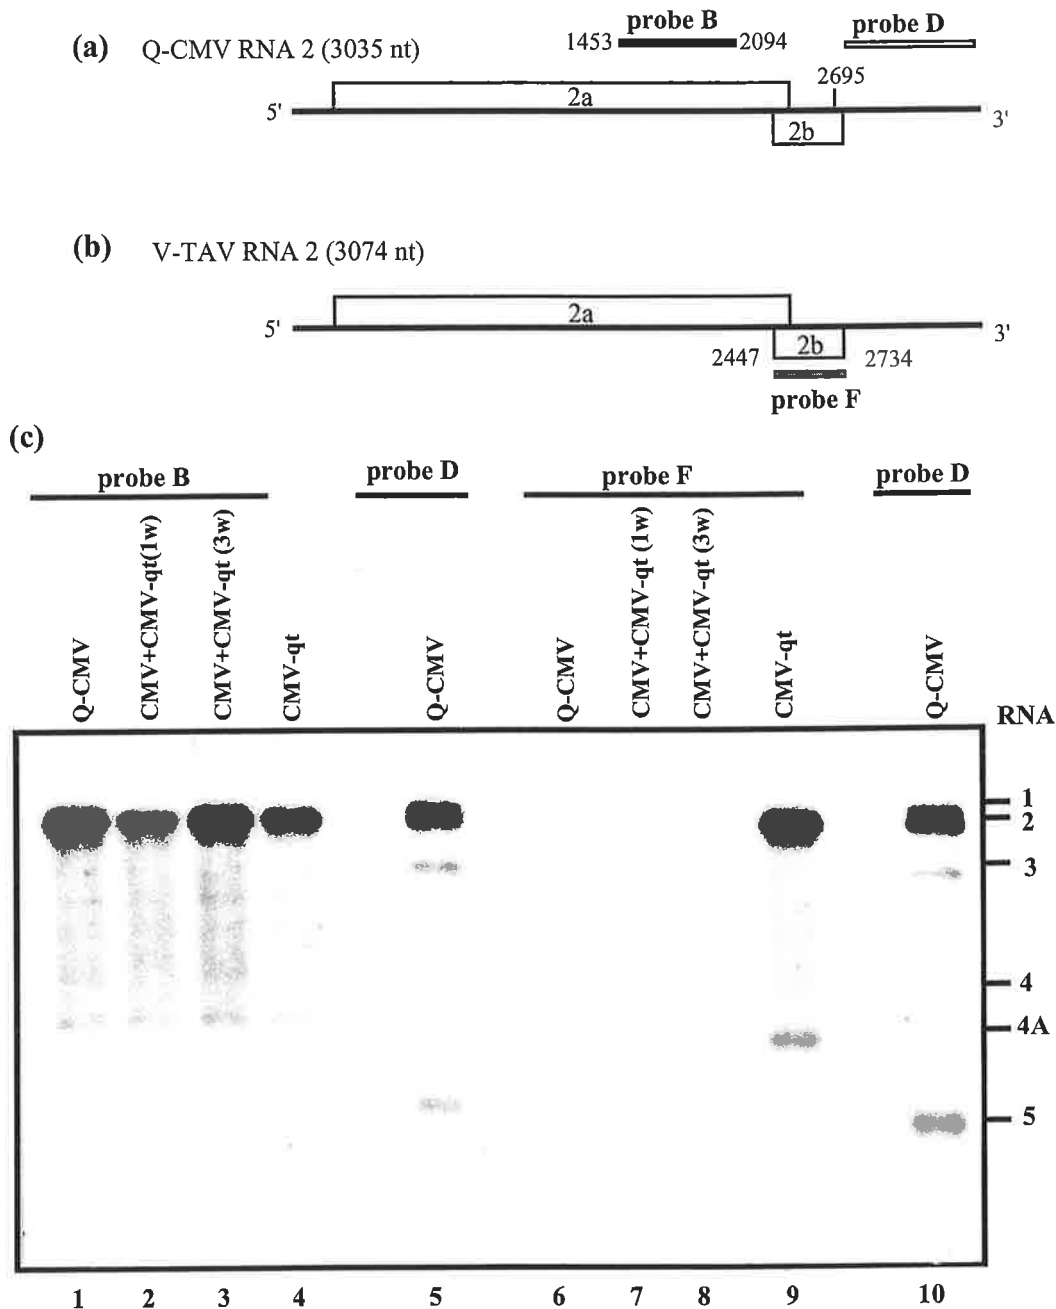 probe B probe D
(a) Q-CMV RNA 2 (3035 nt) 1453 2094
2695
2a
5' 3'
2b
(b) V-TAV RNA 2 (3074 nt)
2a
5' 3'
2447 2b 2734
probe F
(c)
probe B probe D probe F probe D
Q-CMV CMV+CMV-qt(1w) CMV+CMV-qt (3w) CMV-qt Q-CMV Q-CMV CMV+CMV-qt (1w) CMV+CMV-qt (3w) CMV-qt Q-CMV RNA
1
2
3
4
4A
5
1 2 3 4 5 6 7 8 9 10